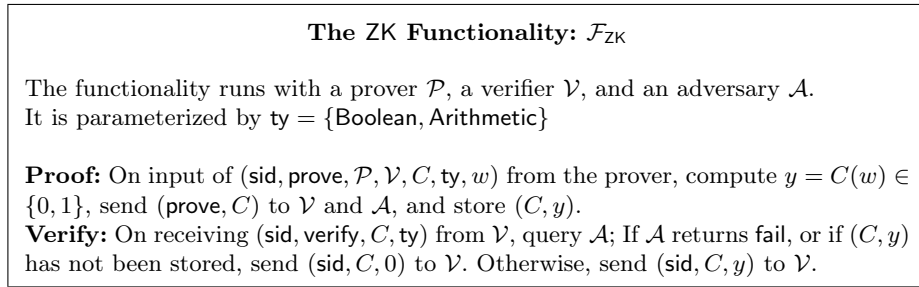 The ZK Functionality: 𝓕_ZK
The functionality runs with a prover 𝒫, a verifier 𝒱, and an adversary 𝒜.
It is parameterized by ty = {Boolean, Arithmetic}
Proof: On input of (sid, prove, 𝒫, 𝒱, C, ty, w) from the prover, compute y = C(w) ∈
{0, 1}, send (prove, C) to 𝒱 and 𝒜, and store (C, y).
Verify: On receiving (sid, verify, C, ty) from 𝒱, query 𝒜; If 𝒜 returns fail, or if (C, y)
has not been stored, send (sid, C, 0) to 𝒱. Otherwise, send (sid, C, y) to 𝒱.